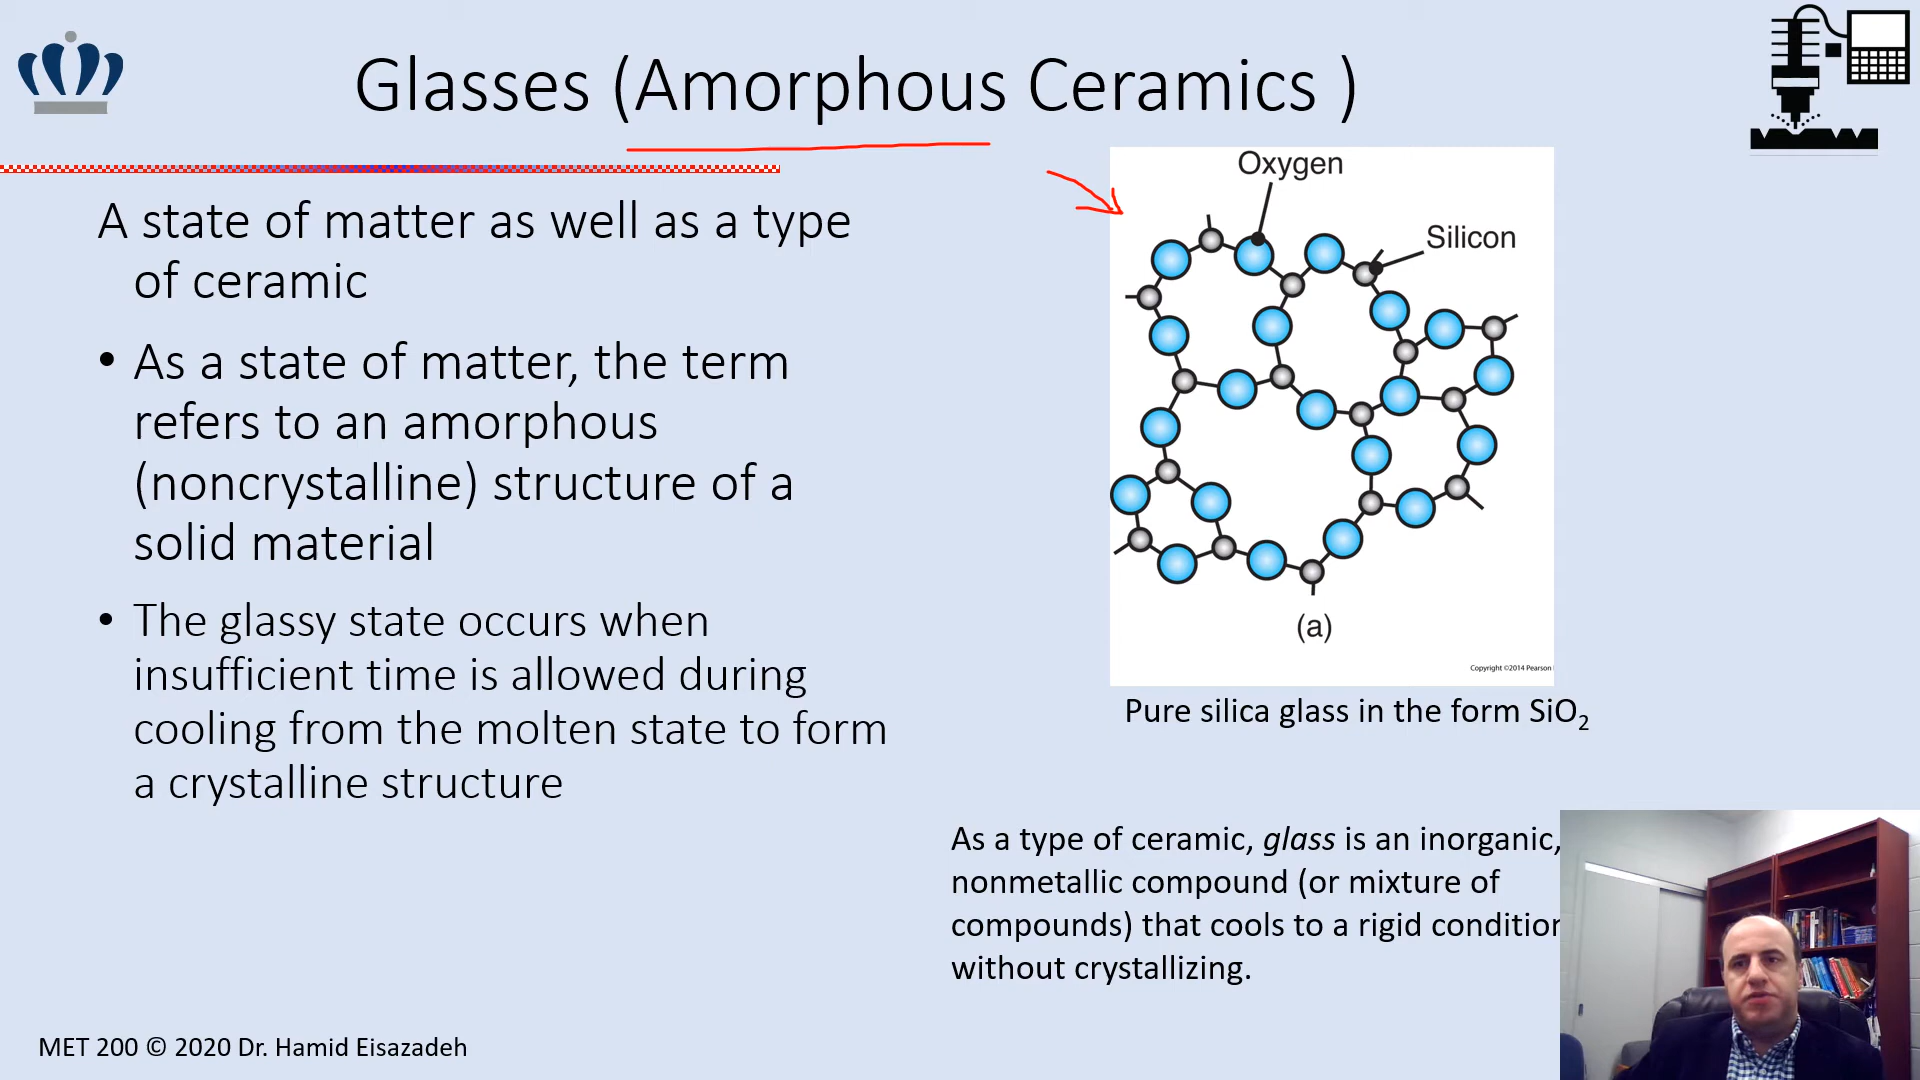 Glasses (Amorphous Ceramics )
A state of matter as well as a type
of ceramic
• As a state of matter, the term
refers to an amorphous
(noncrystalline) structure of a
solid material
• The glassy state occurs when
insufficient time is allowed during
cooling from the molten state to form
a crystalline structure
Oxygen
Silicon
(a)
Copyright ©2014 Pearson
Pure silica glass in the form SiO₂
As a type of ceramic, glass is an inorganic,
nonmetallic compound (or mixture of
compounds) that cools to a rigid condition
without crystallizing.
MET 200 © 2020 Dr. Hamid Eisazadeh